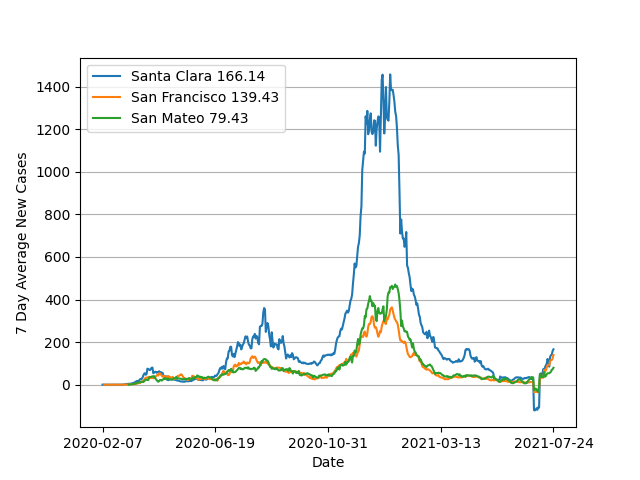 Santa Clara 166.14
San Francisco 139.43
San Mateo 79.43
7 Day Average New Cases
1400
1200
1000
800
600
400
200
0
2020-02-07 2020-06-19 2020-10-31 2021-03-13 2021-07-24
Date